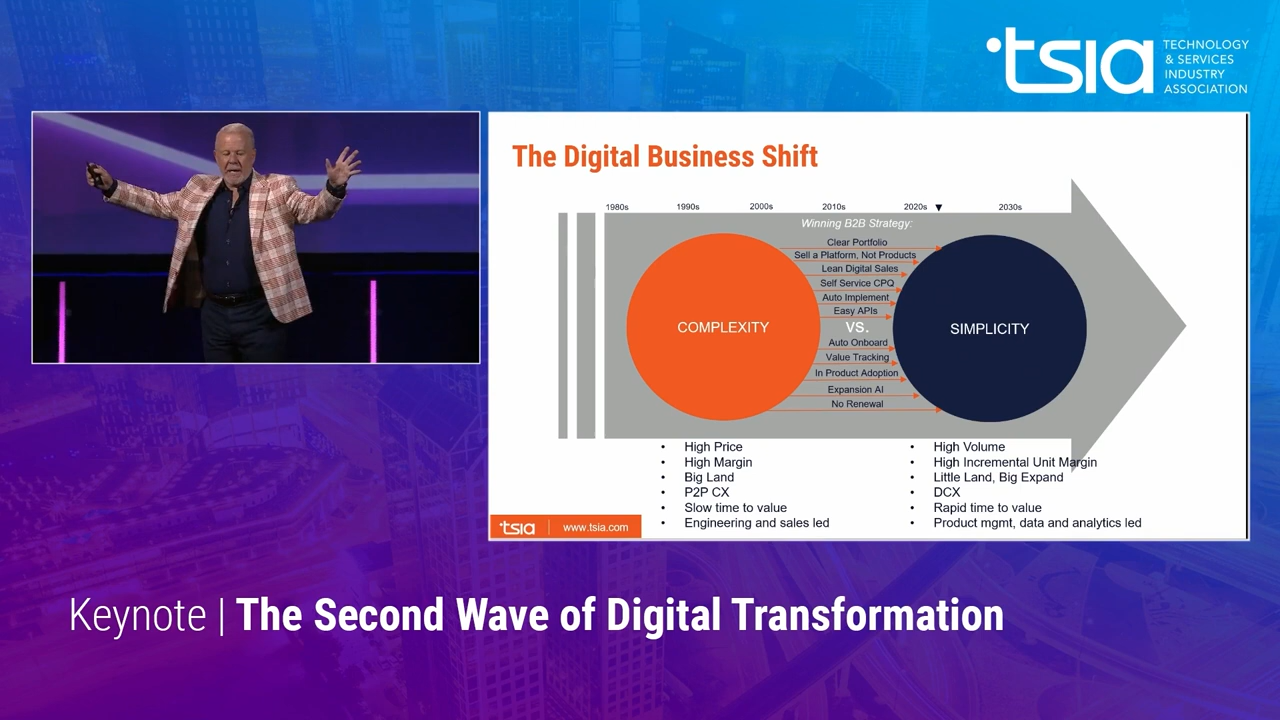 tsia TECHNOLOGY
& SERVICES
INDUSTRY
ASSOCIATION
The Digital Business Shift
1980s 1990s 2000s 2010s 2020s 2030s
Winning B2B Strategy:
Clear Portfolio
Sell a Platform, Not Products
Lean Digital Sales
Self Service CPQ
Auto Implement
Easy APIs
COMPLEXITY VS. SIMPLICITY
Auto Onboard
Value Tracking
In Product Adoption
Expansion AI
No Renewal
• High Price
• High Margin
• Big Land
• P2P CX
• Slow time to value
• Engineering and sales led
• High Volume
• High Incremental Unit Margin
• Little Land, Big Expand
• DCX
• Rapid time to value
• Product mgmt, data and analytics led
tsia | www.tsia.com
Keynote | The Second Wave of Digital Transformation